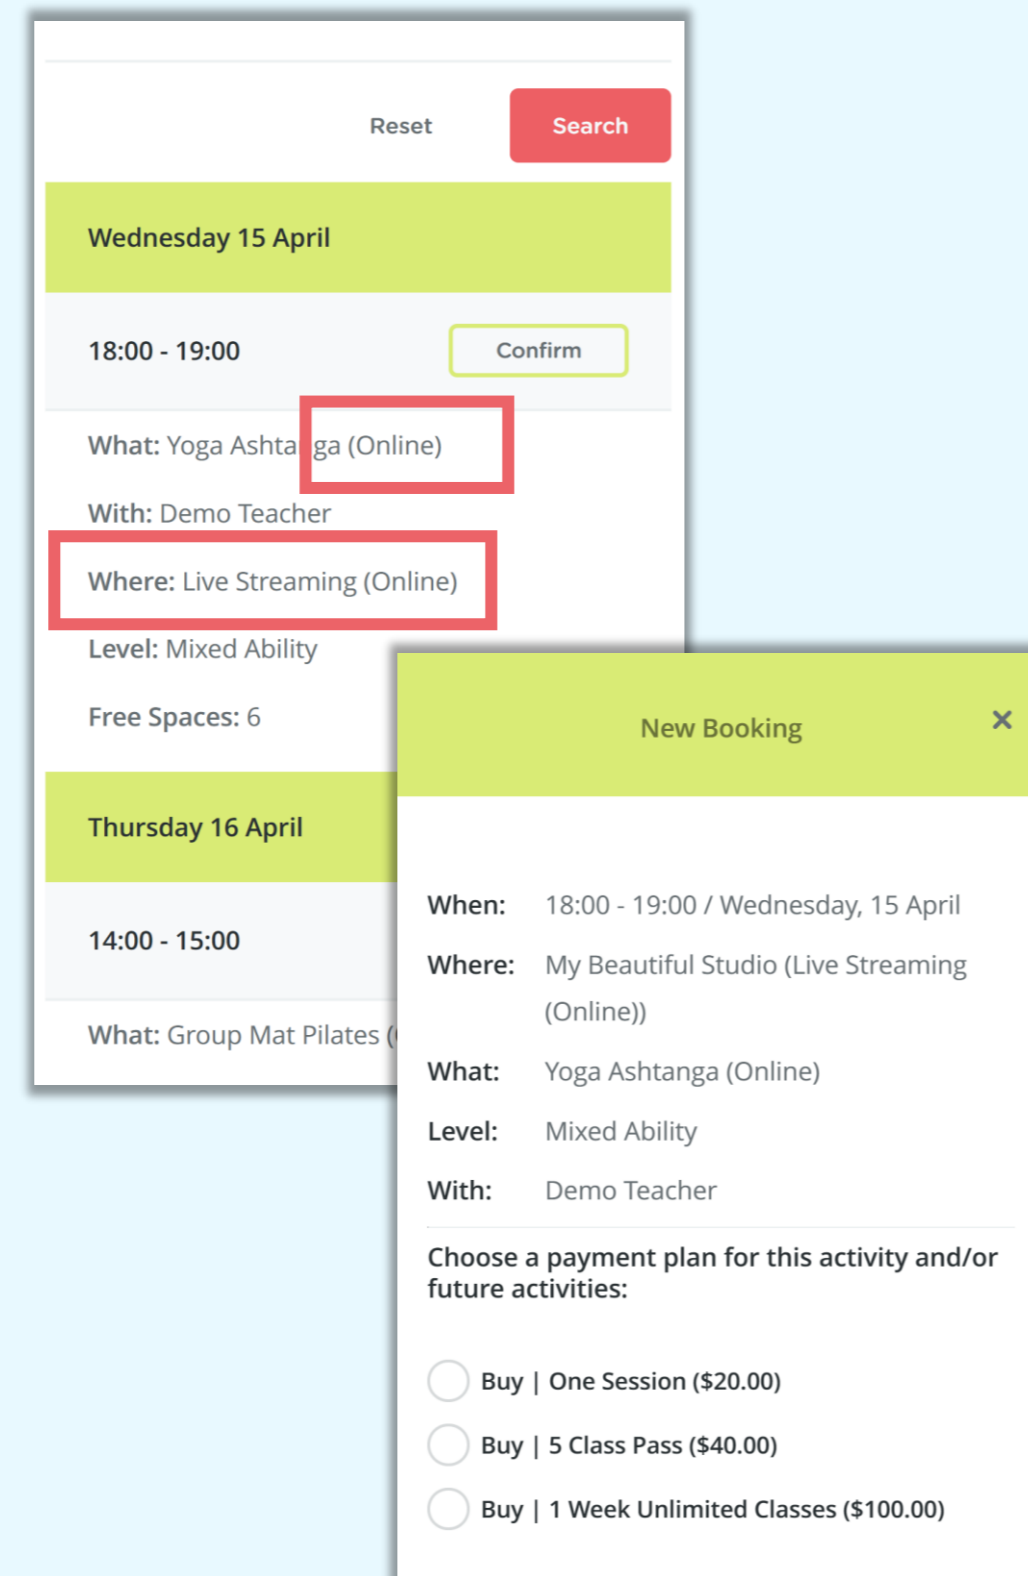 Reset Search
Wednesday 15 April
18:00 - 19:00 Confirm
What: Yoga Ashtanga (Online)
With: Demo Teacher
Where: Live Streaming (Online)
Level: Mixed Ability
Free Spaces: 6
Thursday 16 April
14:00 - 15:00
What: Group Mat Pilates (
New Booking
When: 18:00 - 19:00 / Wednesday, 15 April
Where: My Beautiful Studio (Live Streaming
(Online))
What: Yoga Ashtanga (Online)
Level: Mixed Ability
With: Demo Teacher
Choose a payment plan for this activity and/or
future activities:
Buy | One Session ($20.00)
Buy | 5 Class Pass ($40.00)
Buy | 1 Week Unlimited Classes ($100.00)